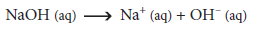 NaOH (aq) ⟶ Na⁺ (aq) + OH⁻ (aq)